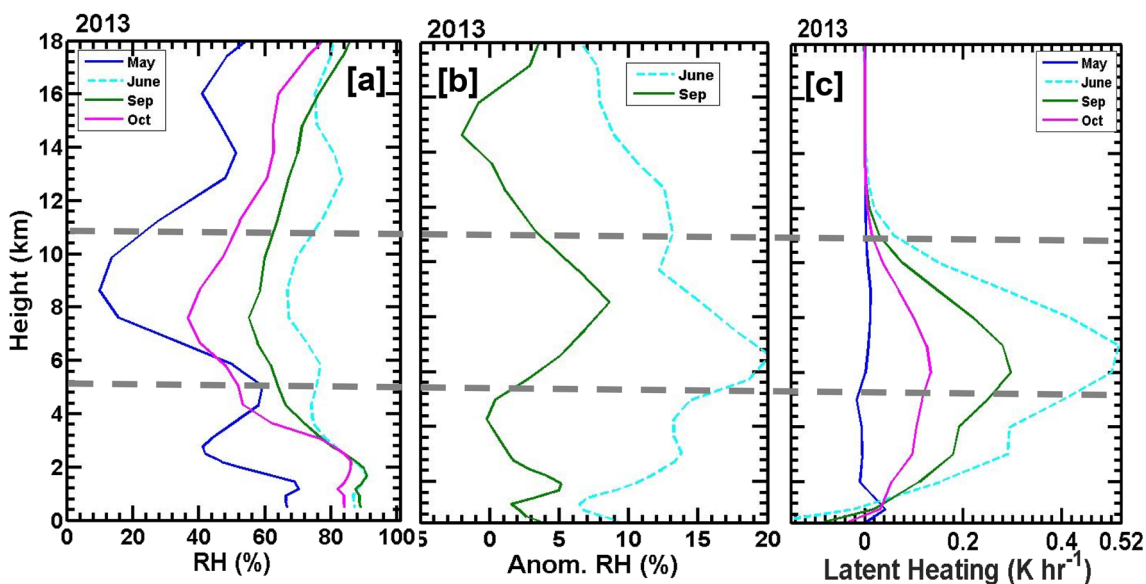 2013
2013
18
16
14
12
10
8
6
4
2
0
Height (km)
May
June
Sep
Oct
[a]
0 20 40 60 80 100
RH (%)
June
Sep
[b]
5 0 5 10 15 20
Anom. RH (%)
May
June
Sep
Oct
[c]
0 0.2 0.4 0.52
Latent Heating (K hr-1)